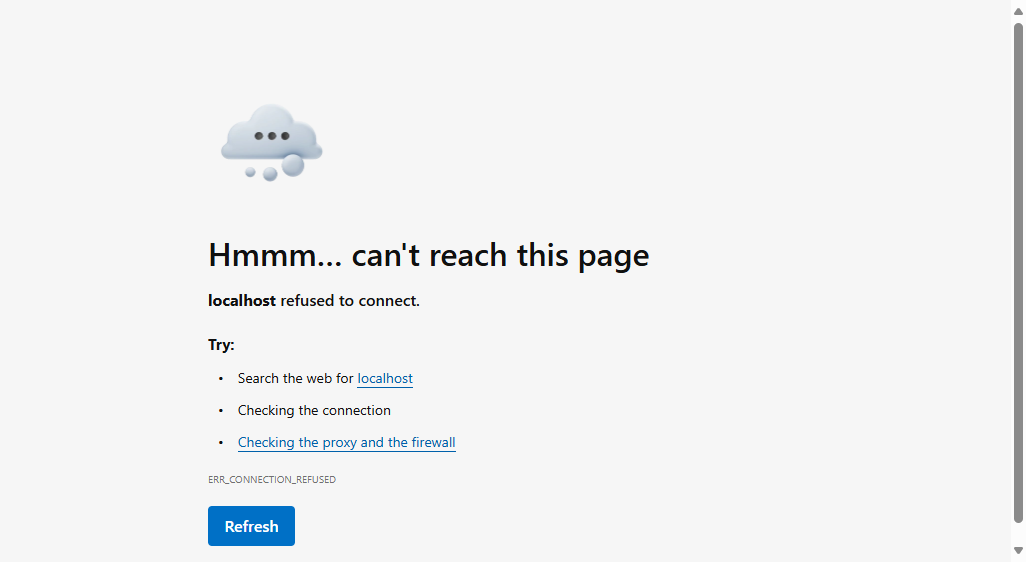 Hmmm... can't reach this page
localhost refused to connect.
Try:
• Search the web for localhost
• Checking the connection
• Checking the proxy and the firewall
ERR_CONNECTION_REFUSED
Refresh